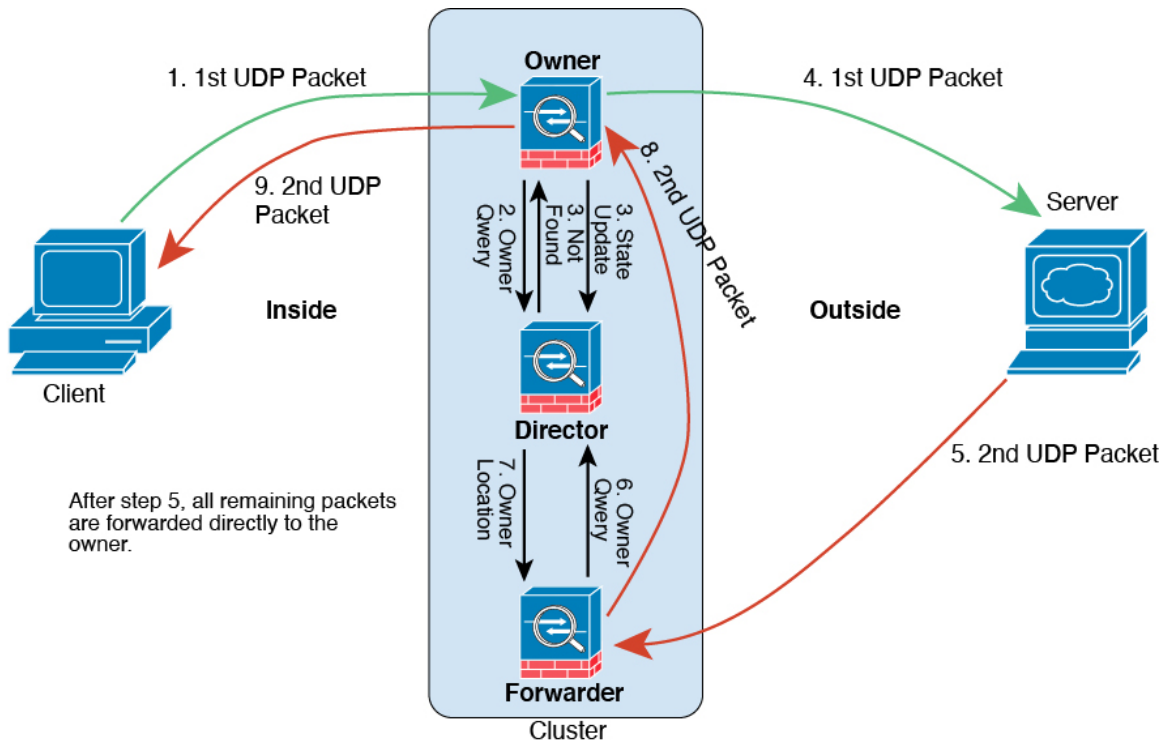 Owner
1. 1st UDP Packet
4. 1st UDP Packet
9. 2nd UDP
Packet
2. Owner
Qwery
3. Not
Found
3. State
Update
8. 2nd UDP Packet
Server
Inside
Outside
Client
Director
5. 2nd UDP Packet
7. Owner
Location
6. Owner
Qwery
After step 5, all remaining packets
are forwarded directly to the
owner.
Forwarder
Cluster